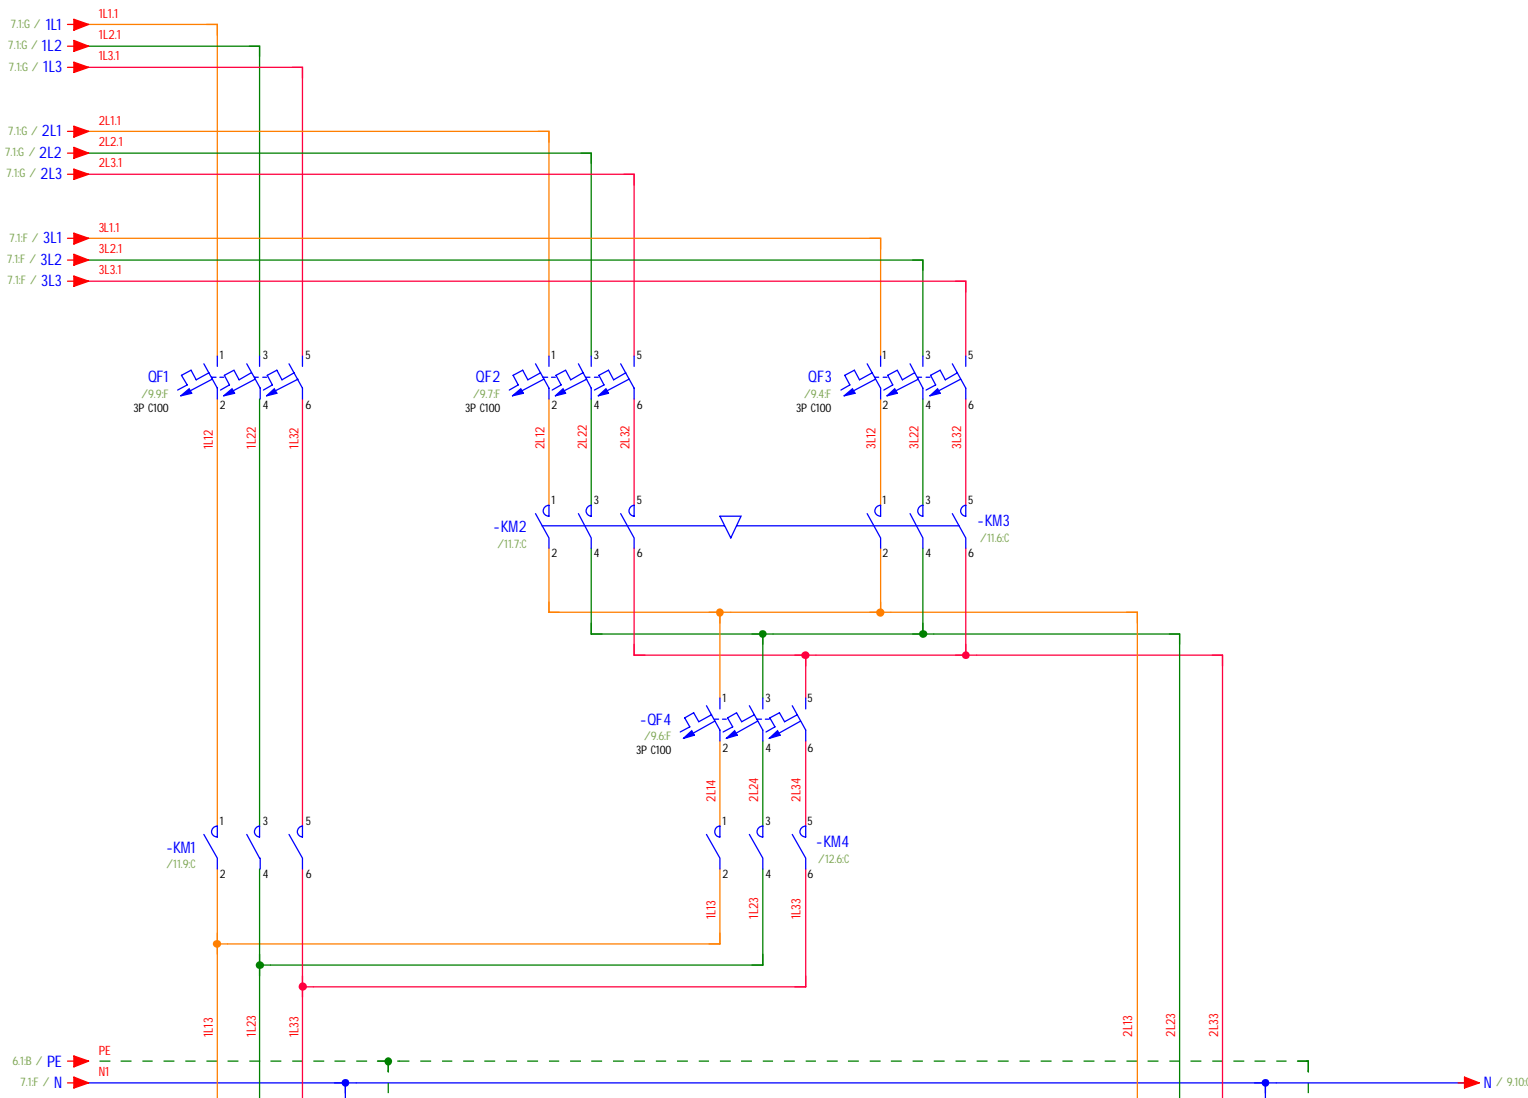 7.1:G / 1L1 1L1.1
7.1:G / 1L2 1L2.1
7.1:G / 1L3 1L3.1
7.1:G / 2L1 2L1.1
7.1:G / 2L2 2L2.1
7.1:G / 2L3 2L3.1
7.1:F / 3L1 3L1.1
7.1:F / 3L2 3L2.1
7.1:F / 3L3 3L3.1
1 3 5 1 3 5 1 3 5
QF1 QF2 QF3
/9.9:F /9.7:F /9.4:F
3P C100 3P C100 3P C100
2 4 6 2 4 6 2 4 6
1L12 1L22 1L32 2L12 2L22 2L32 3L12 3L22 3L32
1 3 5 1 3 5
-KM2 -KM3
/11.7:C /11.6:C
2 4 6 2 4 6
1 3 5
-QF4
/9.6:F
3P C100
2 4 6
2L14 2L24 2L34
1 3 5 1 3 5
-KM1 -KM4
/11.9:C /12.6:C
2 4 6 2 4 6
1L13 1L23 1L33
1L13 1L23 1L33 2L13 2L23 2L33
6.1:B / PE PE
7.1:F / N N1 N / 9.10: